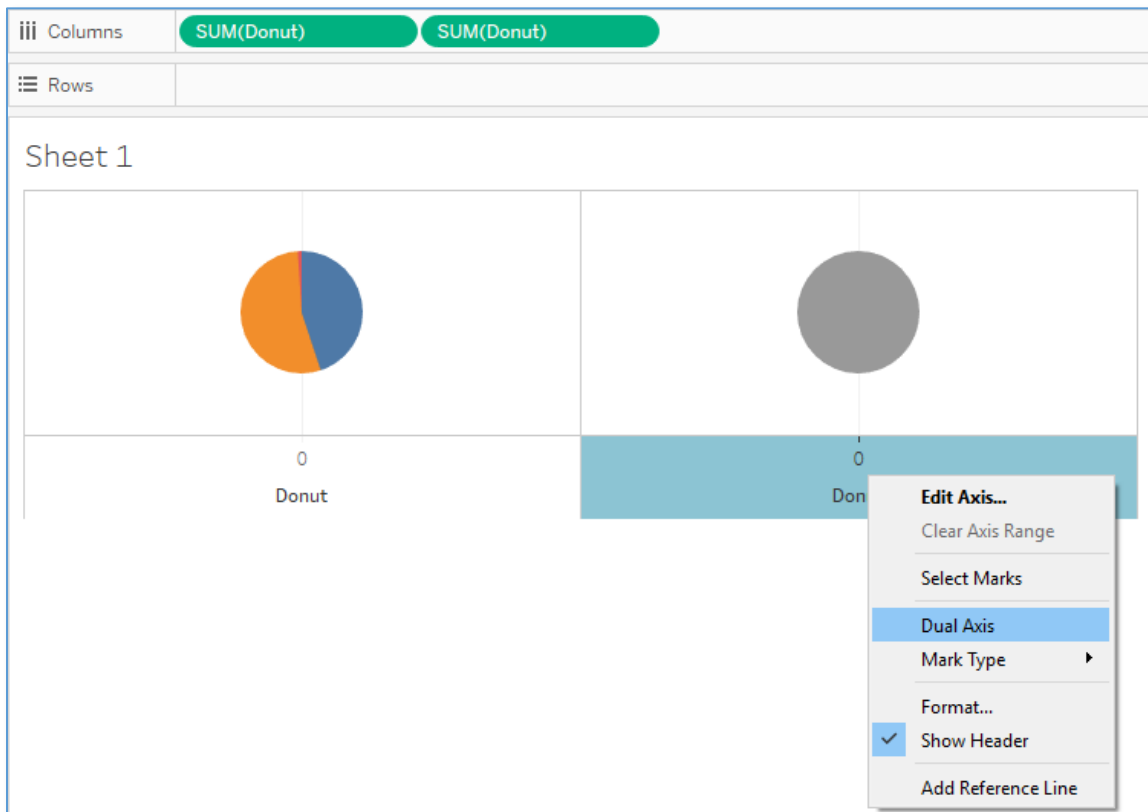 Columns SUM(Donut) SUM(Donut)
Rows
Sheet 1
0 0
Donut Don
Edit Axis...
Clear Axis Range
Select Marks
Dual Axis
Mark Type
Format...
Show Header
Add Reference Line